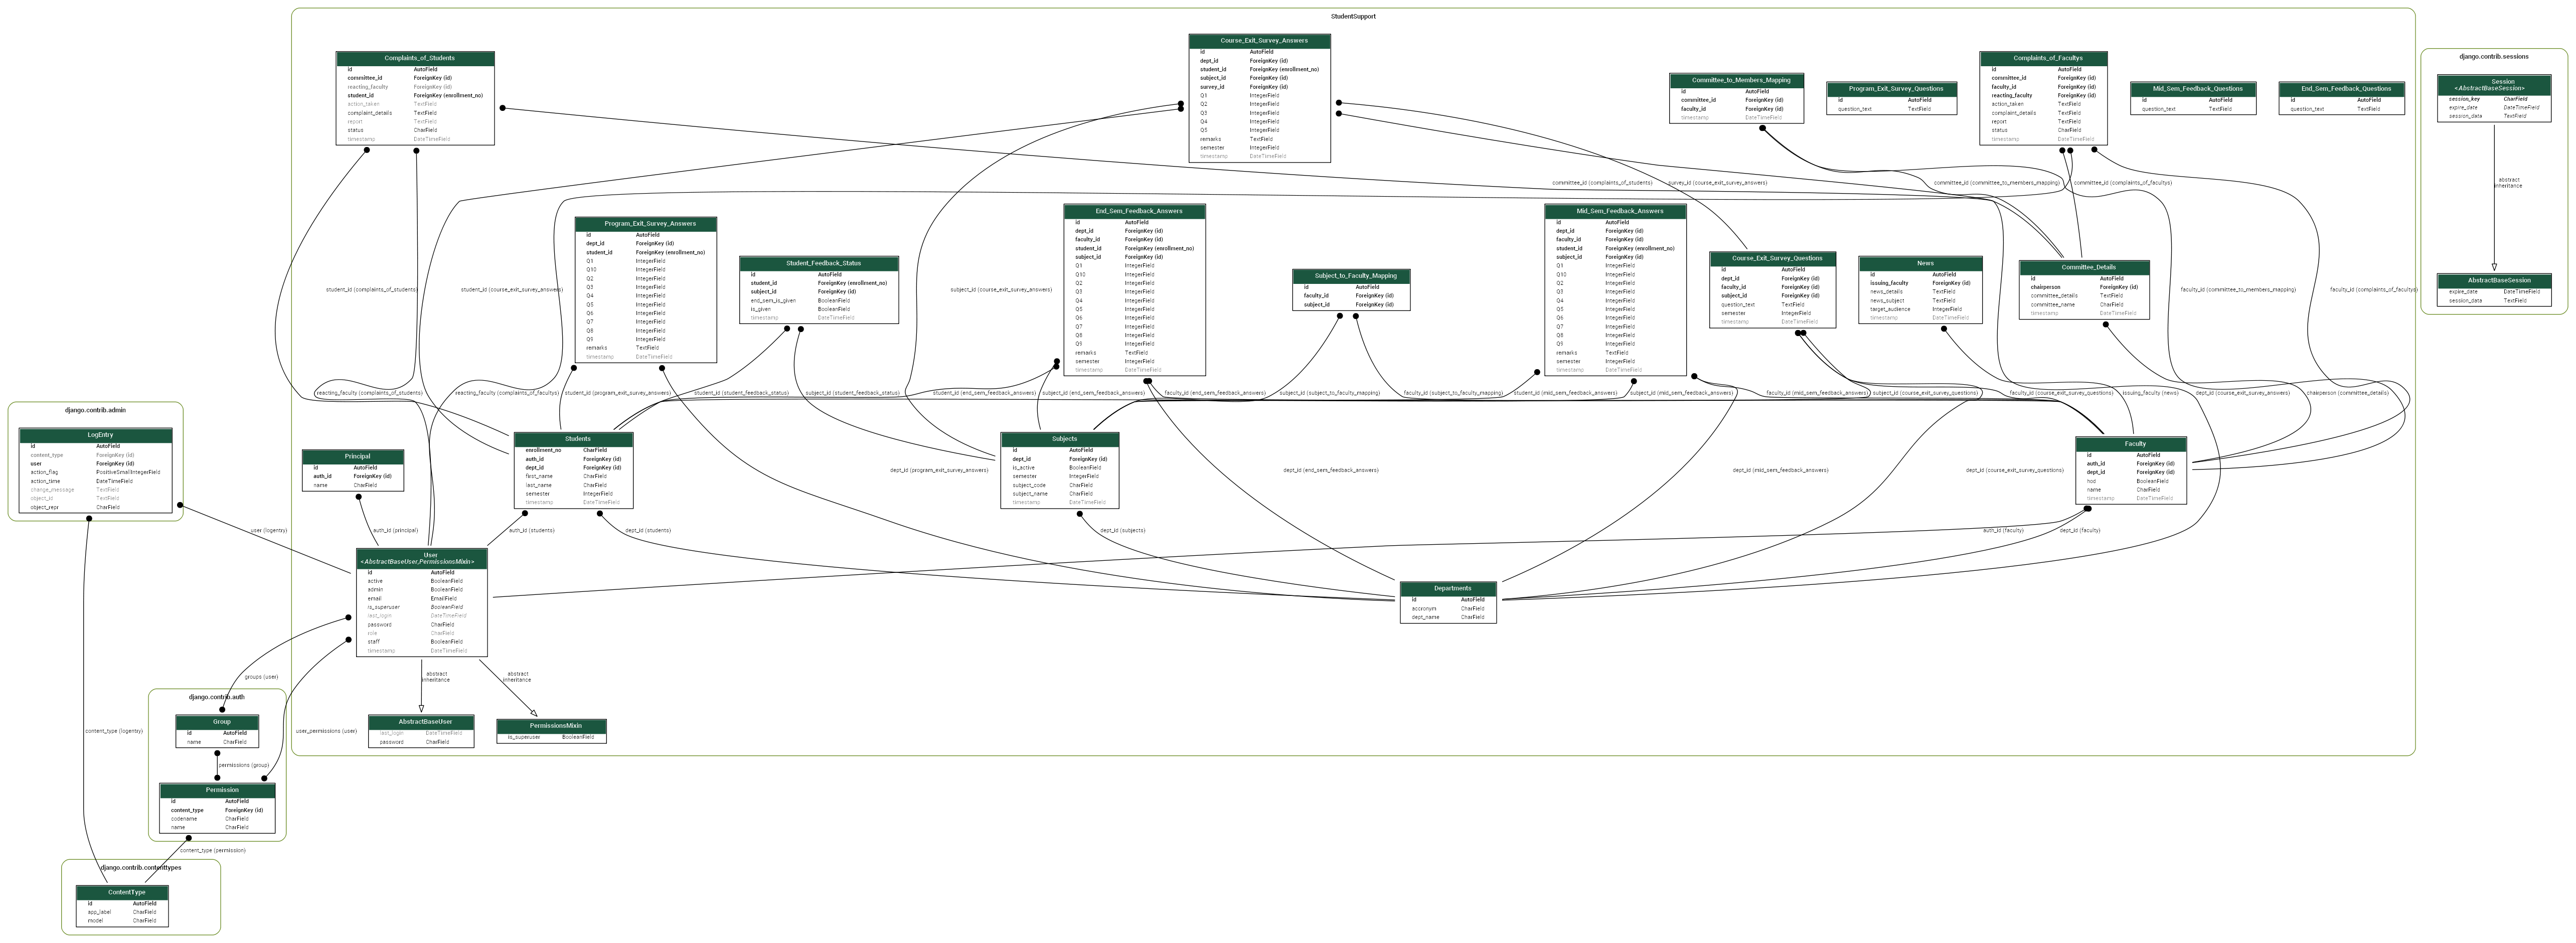 StudentSupport
Complaints_of_Students
id AutoField
committee_id ForeignKey (id)
reacting_faculty ForeignKey (id)
student_id ForeignKey (enrollment_no)
action_taken TextField
complaint_details TextField
report TextField
status CharField
timestamp DateTimeField
Course_Exit_Survey_Answers
id AutoField
dept_id ForeignKey (id)
student_id ForeignKey (enrollment_no)
subject_id ForeignKey (id)
survey_id ForeignKey (id)
Q1 IntegerField
Q2 IntegerField
Q3 IntegerField
Q4 IntegerField
Q5 IntegerField
remarks TextField
semester IntegerField
timestamp DateTimeField
Committee_to_Members_Mapping
id AutoField
committee_id ForeignKey (id)
faculty_id ForeignKey (id)
timestamp DateTimeField
Program_Exit_Survey_Questions
id AutoField
question_text TextField
Complaints_of_Facultys
id AutoField
committee_id ForeignKey (id)
faculty_id ForeignKey (id)
reacting_faculty ForeignKey (id)
action_taken TextField
complaint_details TextField
report TextField
status CharField
timestamp DateTimeField
Mid_Sem_Feedback_Questions
id AutoField
question_text TextField
End_Sem_Feedback_Questions
id AutoField
question_text TextField
django.contrib.sessions
Session
<AbstractBaseSession>
session_key CharField
expire_date DateTimeField
session_data TextField
abstract
inheritance
AbstractBaseSession
expire_date DateTimeField
session_data TextField
committee_id (complaints_of_students)
survey_id (course_exit_survey_answers)
committee_id (committee_to_members_mapping)
committee_id (complaints_of_facultys)
Program_Exit_Survey_Answers
id AutoField
dept_id ForeignKey (id)
student_id ForeignKey (enrollment_no)
Q1 IntegerField
Q10 IntegerField
Q2 IntegerField
Q3 IntegerField
Q4 IntegerField
Q5 IntegerField
Q6 IntegerField
Q7 IntegerField
Q8 IntegerField
Q9 IntegerField
remarks TextField
timestamp DateTimeField
Student_Feedback_Status
id AutoField
student_id ForeignKey (enrollment_no)
subject_id ForeignKey (id)
end_sem_is_given BooleanField
is_given BooleanField
timestamp DateTimeField
End_Sem_Feedback_Answers
id AutoField
dept_id ForeignKey (id)
faculty_id ForeignKey (id)
student_id ForeignKey (enrollment_no)
subject_id ForeignKey (id)
Q1 IntegerField
Q10 IntegerField
Q2 IntegerField
Q3 IntegerField
Q4 IntegerField
Q5 IntegerField
Q6 IntegerField
Q7 IntegerField
Q8 IntegerField
Q9 IntegerField
remarks TextField
semester IntegerField
timestamp DateTimeField
Subject_to_Faculty_Mapping
id AutoField
faculty_id ForeignKey (id)
subject_id ForeignKey (id)
Mid_Sem_Feedback_Answers
id AutoField
dept_id ForeignKey (id)
faculty_id ForeignKey (id)
student_id ForeignKey (enrollment_no)
subject_id ForeignKey (id)
Q1 IntegerField
Q10 IntegerField
Q2 IntegerField
Q3 IntegerField
Q4 IntegerField
Q5 IntegerField
Q6 IntegerField
Q7 IntegerField
Q8 IntegerField
Q9 IntegerField
remarks TextField
semester IntegerField
timestamp DateTimeField
Course_Exit_Survey_Questions
id AutoField
dept_id ForeignKey (id)
faculty_id ForeignKey (id)
subject_id ForeignKey (id)
question_text TextField
semester IntegerField
timestamp DateTimeField
News
id AutoField
issuing_faculty ForeignKey (id)
news_details TextField
news_subject TextField
target_audience IntegerField
timestamp DateTimeField
Committee_Details
id AutoField
chairperson ForeignKey (id)
committee_details TextField
committee_name CharField
timestamp DateTimeField
student_id (complaints_of_students)
student_id (course_exit_survey_answers)
subject_id (course_exit_survey_answers)
faculty_id (committee_to_members_mapping)
faculty_id (complaints_of_facultys)
reacting_faculty (complaints_of_students)
reacting_faculty (complaints_of_facultys)
student_id (program_exit_survey_answers)
student_id (student_feedback_status)
subject_id (student_feedback_status)
student_id (end_sem_feedback_answers)
subject_id (end_sem_feedback_answers)
faculty_id (end_sem_feedback_answers)
subject_id (subject_to_faculty_mapping)
faculty_id (subject_to_faculty_mapping)
student_id (mid_sem_feedback_answers)
subject_id (mid_sem_feedback_answers)
faculty_id (mid_sem_feedback_answers)
subject_id (course_exit_survey_questions)
faculty_id (course_exit_survey_questions)
issuing_faculty (news)
dept_id (course_exit_survey_answers)
chairperson (committee_details)
django.contrib.admin
LogEntry
id AutoField
content_type ForeignKey (id)
user ForeignKey (id)
action_flag PositiveSmallIntegerField
action_time DateTimeField
change_message TextField
object_id TextField
object_repr CharField
Principal
id AutoField
auth_id ForeignKey (id)
name CharField
Students
enrollment_no CharField
auth_id ForeignKey (id)
dept_id ForeignKey (id)
first_name CharField
last_name CharField
semester IntegerField
timestamp DateTimeField
Subjects
id AutoField
dept_id ForeignKey (id)
is_active BooleanField
semester IntegerField
subject_code CharField
subject_name CharField
timestamp DateTimeField
Faculty
id AutoField
auth_id ForeignKey (id)
dept_id ForeignKey (id)
hod BooleanField
name CharField
timestamp DateTimeField
dept_id (program_exit_survey_answers)
dept_id (end_sem_feedback_answers)
dept_id (mid_sem_feedback_answers)
dept_id (course_exit_survey_questions)
user (logentry)
auth_id (principal)
auth_id (students)
dept_id (students)
dept_id (subjects)
auth_id (faculty)
dept_id (faculty)
User
<AbstractBaseUser,PermissionsMixin>
id AutoField
active BooleanField
admin BooleanField
email EmailField
is_superuser BooleanField
last_login DateTimeField
password CharField
role CharField
staff BooleanField
timestamp DateTimeField
Departments
id AutoField
accronym CharField
dept_name CharField
groups (user)
abstract
inheritance
abstract
inheritance
django.contrib.auth
Group
id AutoField
name CharField
AbstractBaseUser
last_login DateTimeField
password CharField
PermissionsMixin
is_superuser BooleanField
content_type (logentry)
user_permissions (user)
permissions (group)
Permission
id AutoField
content_type ForeignKey (id)
codename CharField
name CharField
content_type (permission)
django.contrib.contenttypes
ContentType
id AutoField
app_label CharField
model CharField